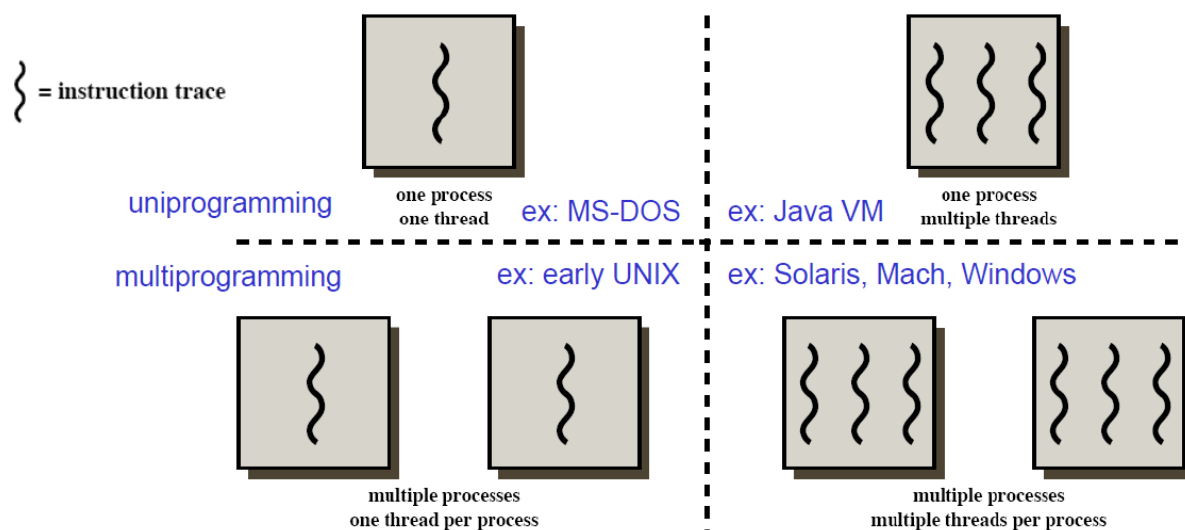 = instruction trace
one process
one thread
uniprogramming
ex: MS-DOS
ex: Java VM
one process
multiple threads
multiprogramming
ex: early UNIX
ex: Solaris, Mach, Windows
multiple processes
one thread per process
multiple processes
multiple threads per process